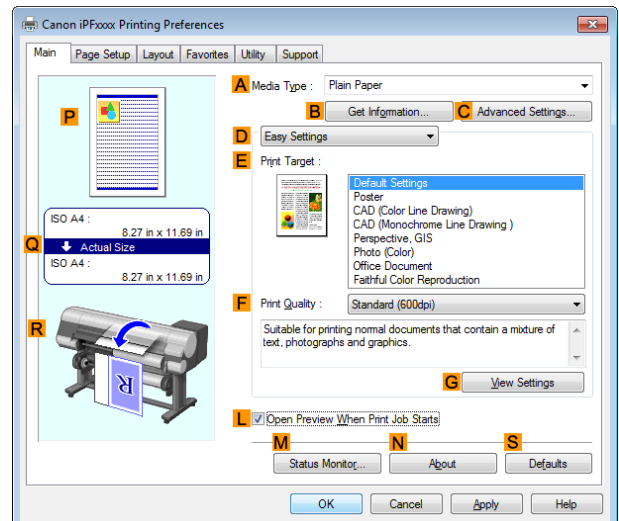 Canon iPFxxxx Printing Preferences
Main Page Setup Layout Favorites Utility Support
A Media Type : Plain Paper
B Get Information... C Advanced Settings...
D Easy Settings
E Print Target :
Default Settings
Poster
CAD (Color Line Drawing)
CAD (Monochrome Line Drawing )
Perspective, GIS
Photo (Color)
Office Document
Faithful Color Reproduction
F Print Quality : Standard (600dpi)
Suitable for printing normal documents that contain a mixture of
text, photographs and graphics.
G View Settings
L Open Preview When Print Job Starts
M N S
Status Monitor... About Defaults
OK Cancel Apply Help
P
ISO A4 :
8.27 in x 11.69 in
Q Actual Size
ISO A4 :
8.27 in x 11.69 in
R
R